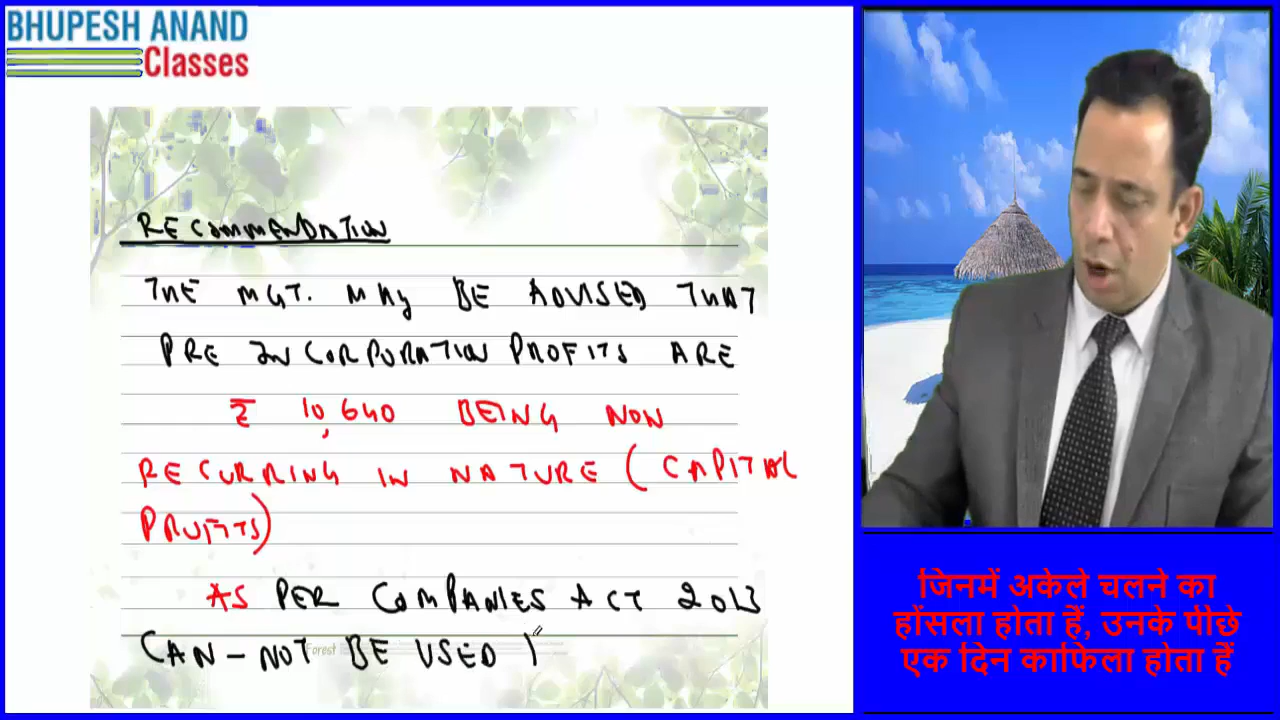 BHUPESH ANAND
Classes
RECOMMENDATION
THE MGT. MAY BE ADVISED THAT
PRE INCORPORATION PROFITS ARE
₹ 10,640 BEING NON
RECURRING IN NATURE (CAPITAL
PROFITS)
AS PER COMPANIES ACT 2013
CAN-NOT BE USED
Forest
जिनमें अकेले चलने का
होंसला होता हैं, उनके पीछे
एक दिन काफिला होता हैं